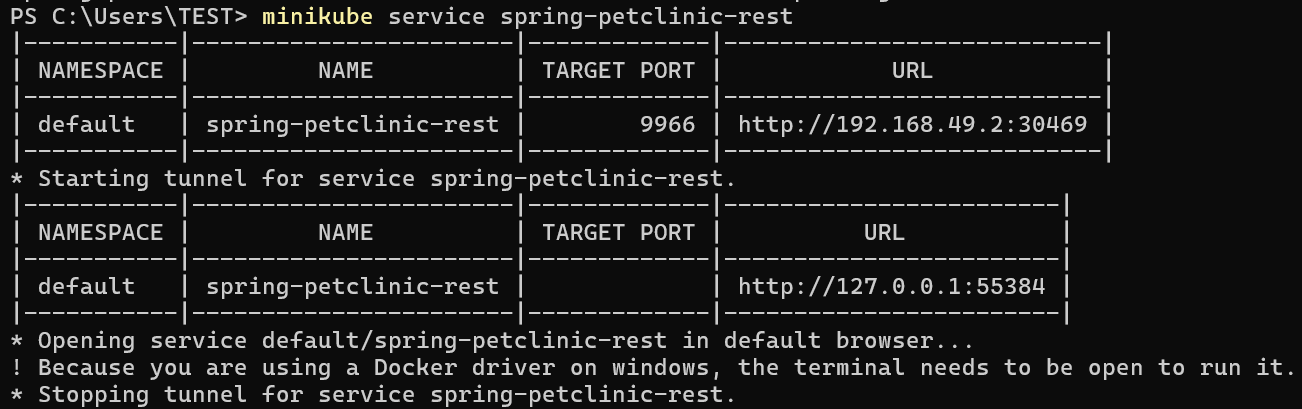 PS C:\Users\TEST> minikube service spring-petclinic-rest
|-----------|-----------------------|-------------|---------------------------|
| NAMESPACE |         NAME          | TARGET PORT |            URL            |
|-----------|-----------------------|-------------|---------------------------|
| default   | spring-petclinic-rest |        9966 | http://192.168.49.2:30469 |
|-----------|-----------------------|-------------|---------------------------|
* Starting tunnel for service spring-petclinic-rest.
|-----------|-----------------------|-------------|------------------------|
| NAMESPACE |         NAME          | TARGET PORT |          URL           |
|-----------|-----------------------|-------------|------------------------|
| default   | spring-petclinic-rest |             | http://127.0.0.1:55384 |
|-----------|-----------------------|-------------|------------------------|
* Opening service default/spring-petclinic-rest in default browser...
! Because you are using a Docker driver on windows, the terminal needs to be open to run it.
* Stopping tunnel for service spring-petclinic-rest.